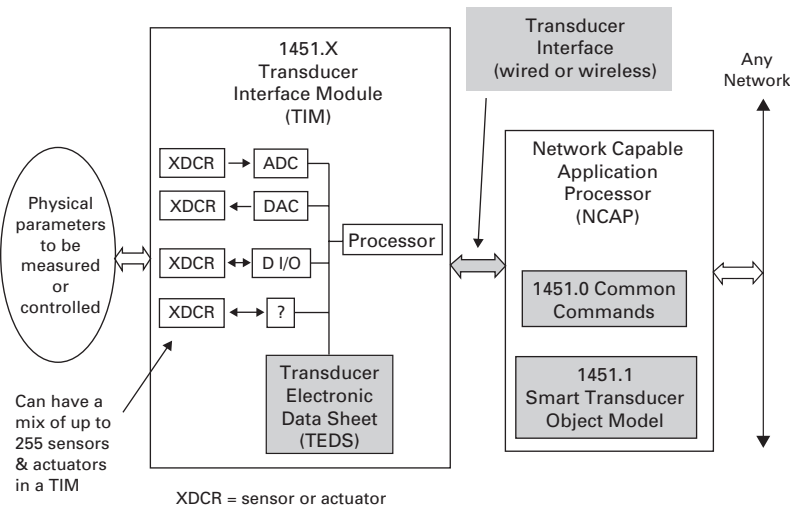 1451.X
Transducer
Interface Module
(TIM)
Transducer
Interface
(wired or wireless)
Any
Network
XDCR
ADC
XDCR
DAC
XDCR
D I/O
XDCR
?
Processor
Transducer
Electronic
Data Sheet
(TEDS)
Physical
parameters
to be
measured
or
controlled
Network Capable
Application
Processor
(NCAP)
1451.0 Common
Commands
1451.1
Smart Transducer
Object Model
Can have a
mix of up to
255 sensors
& actuators
in a TIM
XDCR = sensor or actuator